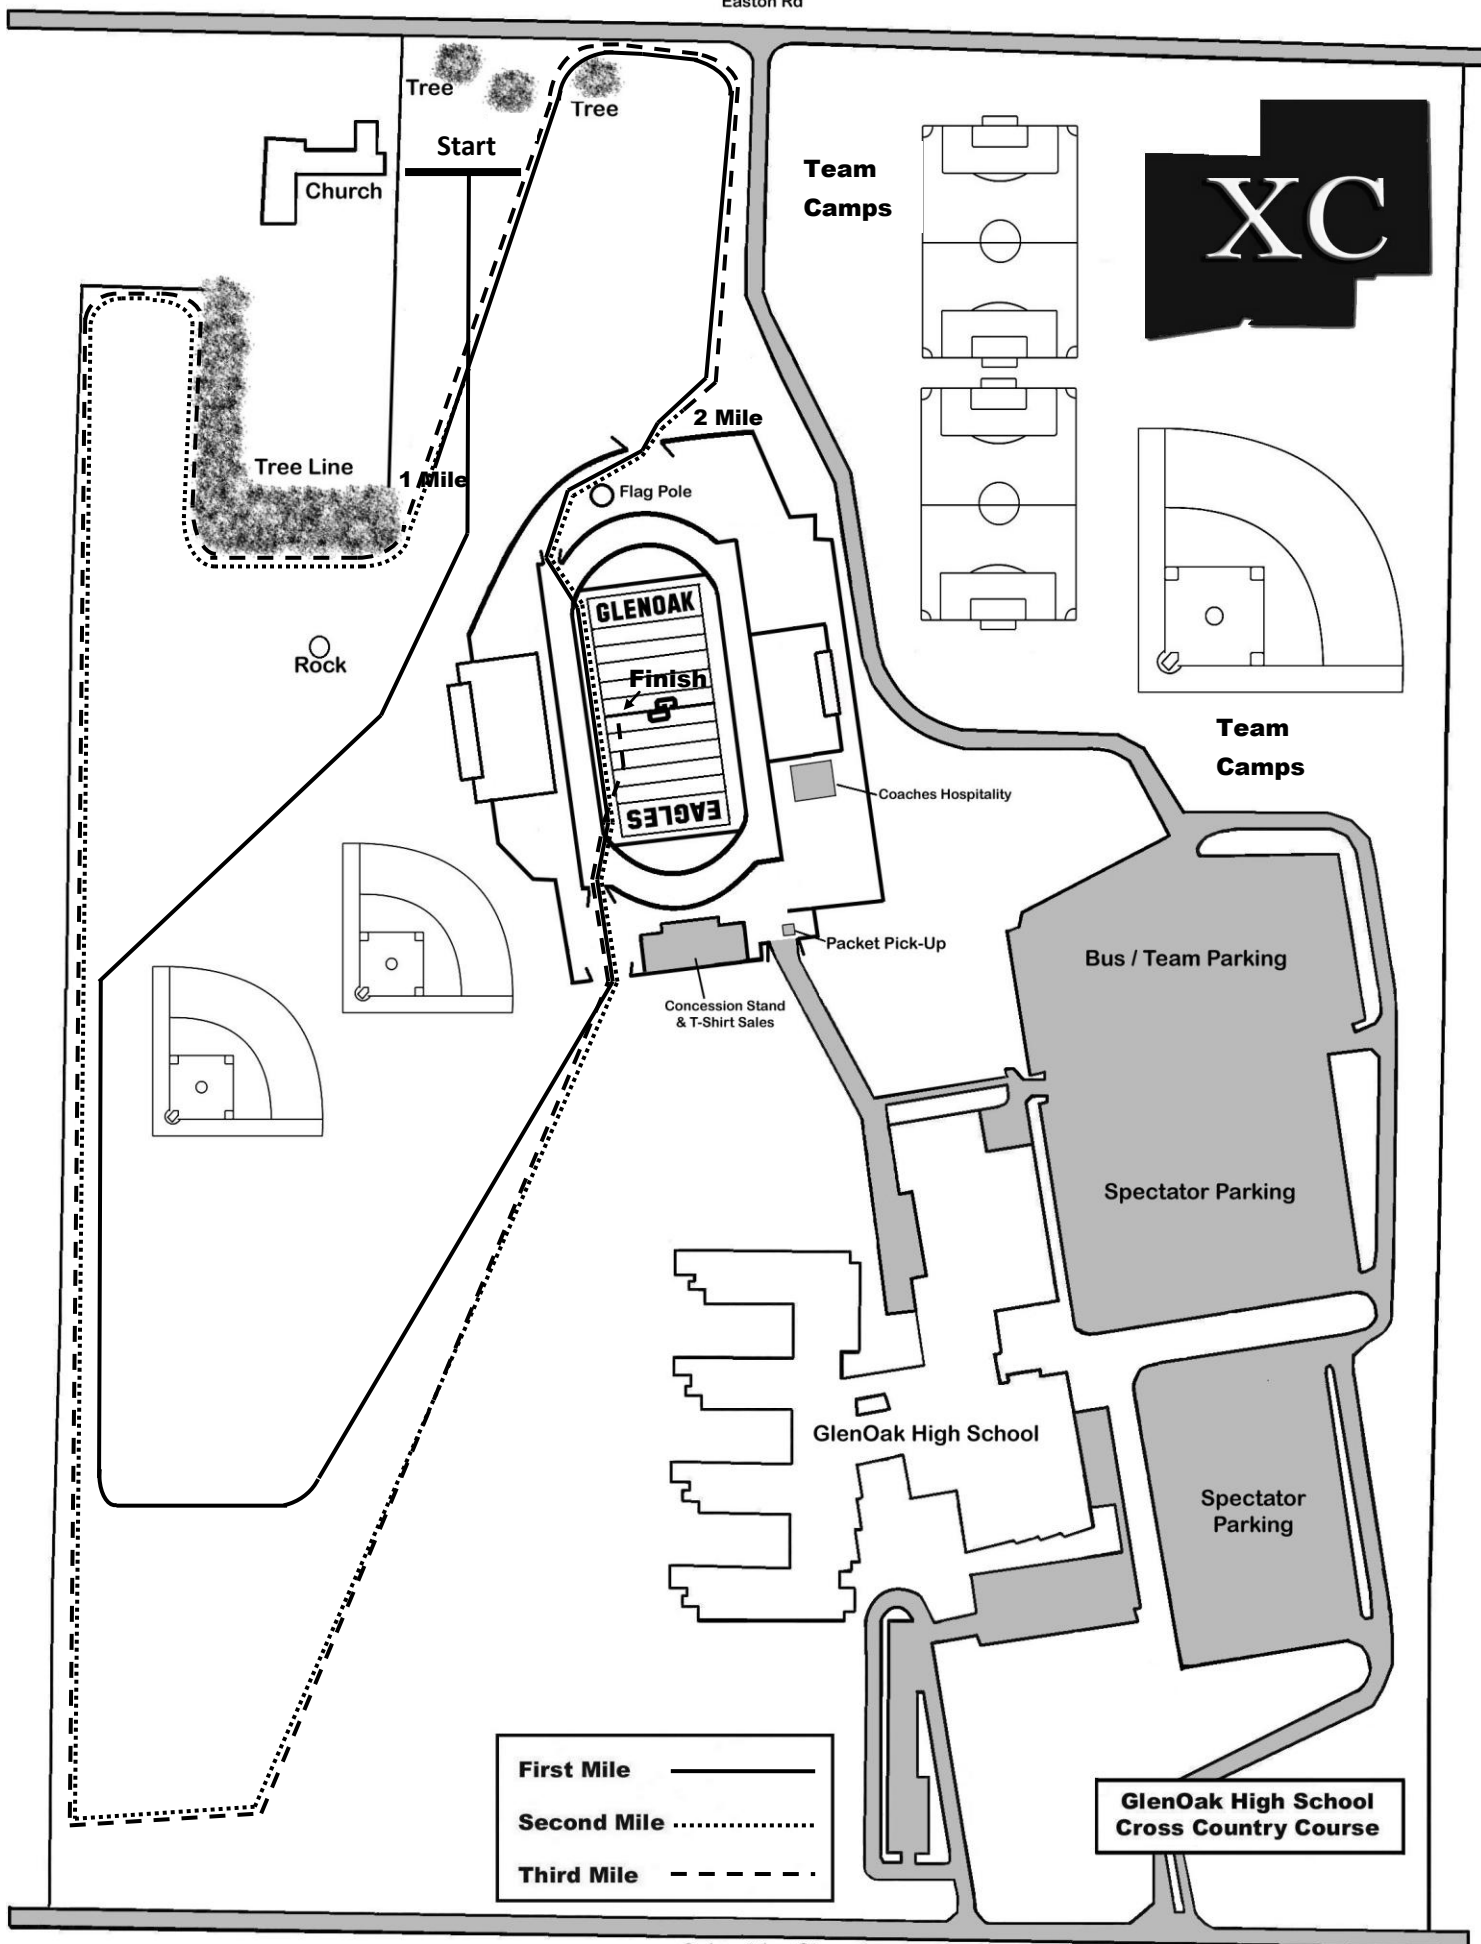 Easton Rd
Tree
Tree
Start
Church
Team
Camps
XC
2 Mile
Tree Line
1 Mile
Flag Pole
GLENOAK
Rock
Finish
GO
Team
Camps
Coaches Hospitality
EAGLES
Packet Pick-Up
Bus / Team Parking
Concession Stand
& T-Shirt Sales
Spectator Parking
GlenOak High School
Spectator
Parking
First Mile
Second Mile
Third Mile
GlenOak High School
Cross Country Course